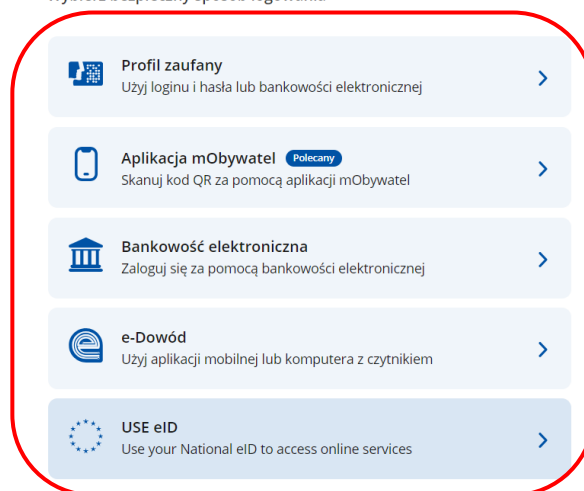 Profil zaufany
Użyj loginu i hasła lub bankowości elektronicznej
Aplikacja mObywatel Polecany
Skanuj kod QR za pomocą aplikacji mObywatel
Bankowość elektroniczna
Zaloguj się za pomocą bankowości elektronicznej
e-Dowód
Użyj aplikacji mobilnej lub komputera z czytnikiem
USE eID
Use your National eID to access online services